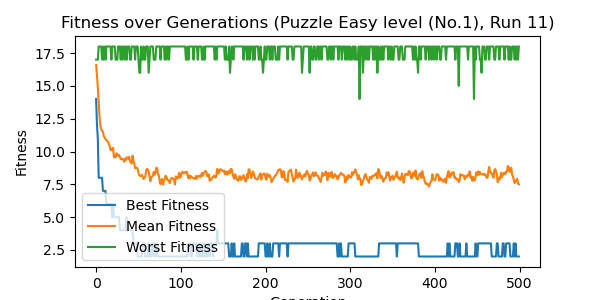 Fitness over Generations (Puzzle Easy level (No.1), Run 11)
17.5
15.0
12.5
10.0
7.5
5.0
2.5
Fitness
Best Fitness
Mean Fitness
Worst Fitness
0 100 200 300 400 500
Generation